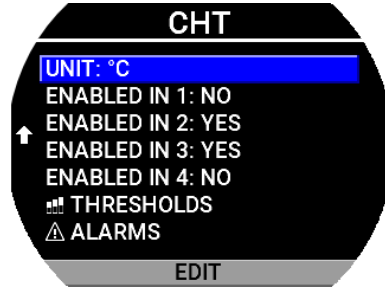 CHT
UNIT: °C
ENABLED IN 1: NO
ENABLED IN 2: YES
ENABLED IN 3: YES
ENABLED IN 4: NO
THRESHOLDS
ALARMS
EDIT